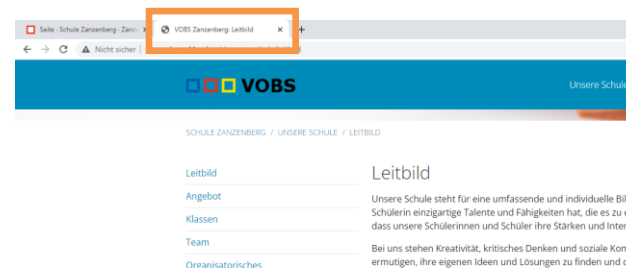 Seite - Schule Zanzenberg - Zanze
VOBS Zanzenberg: Leitbild
Nicht sicher
VOBS
Unsere Schule
SCHULE ZANZENBERG / UNSERE SCHULE / LEITBILD
Leitbild
Angebot
Klassen
Team
Organisatorisches
Leitbild
Unsere Schule steht für eine umfassende und individuelle Bil
Schülerin einzigartige Talente und Fähigkeiten hat, die es zu
dass unsere Schülerinnen und Schüler ihre Stärken und Inter
Bei uns stehen Kreativität, kritisches Denken und soziale Kom
ermutigen, ihre eigenen Ideen und Lösungen zu finden und